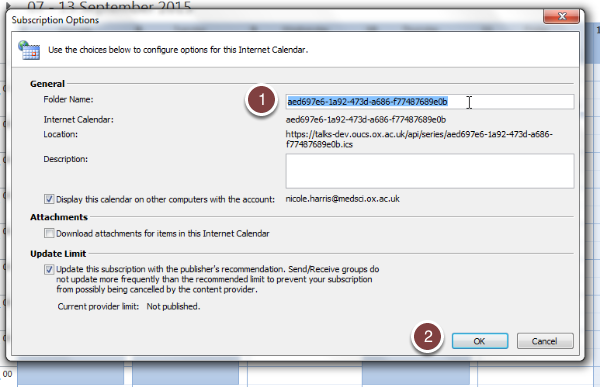 07 - 13 September 2015
Subscription Options
Use the choices below to configure options for this Internet Calendar.
General
Folder Name:
1
aed697e6-1a92-473d-a686-f77487689e0b
Internet Calendar:
aed697e6-1a92-473d-a686-f77487689e0b
Location:
https://talks-dev.oucs.ox.ac.uk/api/series/aed697e6-1a92-473d-a686-
f77487689e0b.ics
Description:
Display this calendar on other computers with the account:
nicole.harris@medsci.ox.ac.uk
Attachments
Download attachments for items in this Internet Calendar
Update Limit
Update this subscription with the publisher's recommendation. Send/Receive groups do
not update more frequently than the recommended limit to prevent your subscription
from possibly being cancelled by the content provider.
Current provider limit: Not published.
2
OK
Cancel
00